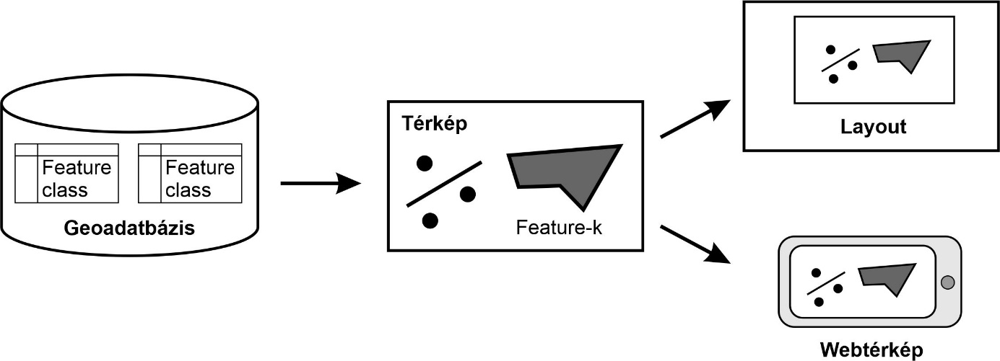 Feature
class
Feature
class
Geoadatbázis
Térkép
Feature-k
Layout
Webtérkép